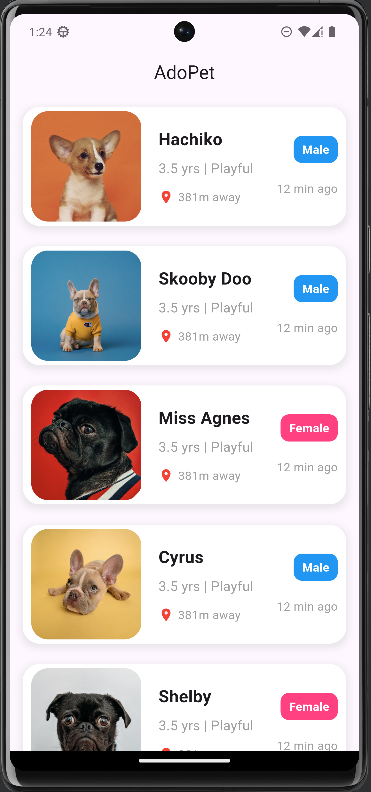 1:24
AdoPet
Hachiko
Male
3.5 yrs | Playful
12 min ago
381m away
Skooby Doo
Male
3.5 yrs | Playful
12 min ago
381m away
Miss Agnes
Female
3.5 yrs | Playful
12 min ago
381m away
Cyrus
Male
3.5 yrs | Playful
12 min ago
381m away
Shelby
Female
3.5 yrs | Playful
12 min ago